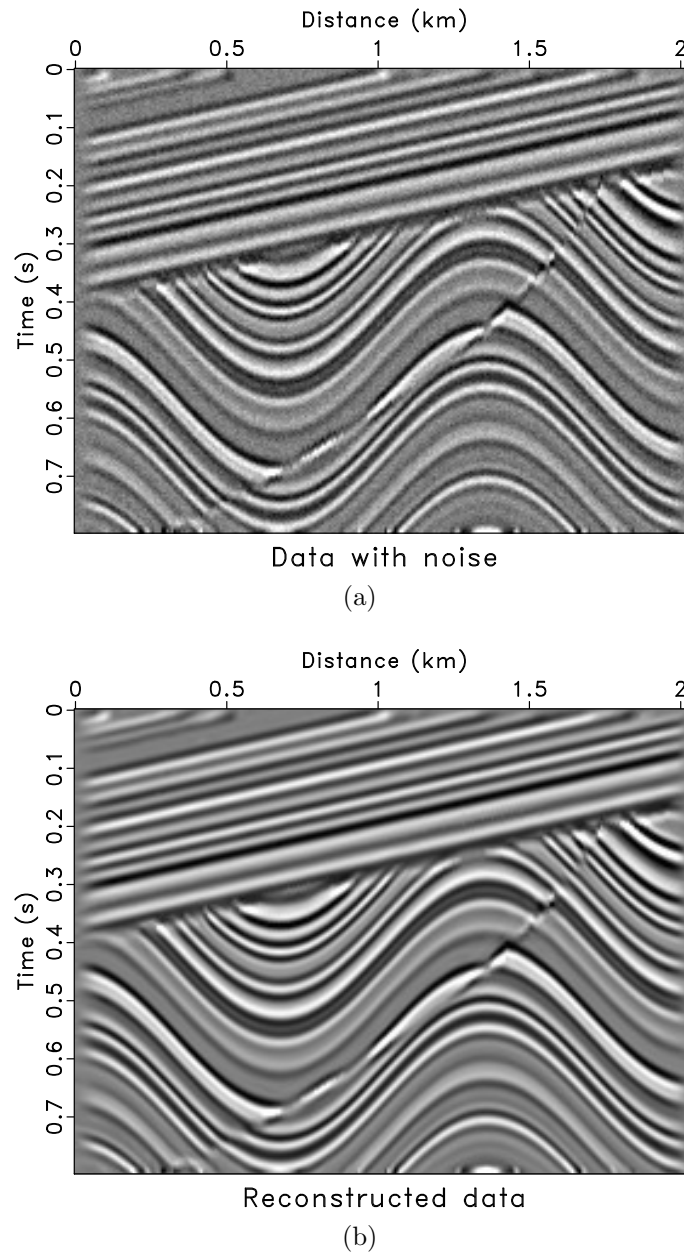 Distance (km)
0 0.5 1 1.5 2
Time (s)
0 0.1 0.2 0.3 0.4 0.5 0.6 0.7
Data with noise
(a)
Distance (km)
0 0.5 1 1.5 2
Time (s)
0 0.1 0.2 0.3 0.4 0.5 0.6 0.7
Reconstructed data
(b)